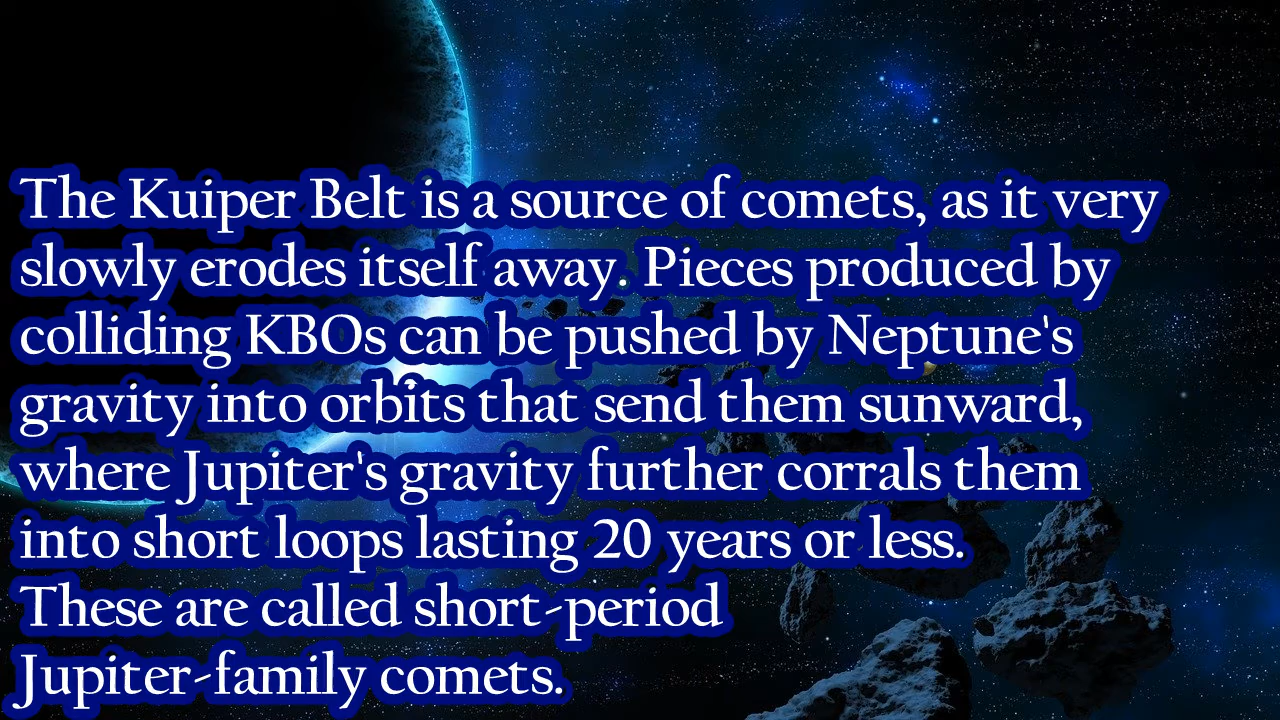 The Kuiper Belt is a source of comets, as it very
slowly erodes itself away. Pieces produced by
colliding KBOs can be pushed by Neptune's
gravity into orbits that send them sunward,
where Jupiter's gravity further corrals them
into short loops lasting 20 years or less.
These are called short-period
Jupiter-family comets.